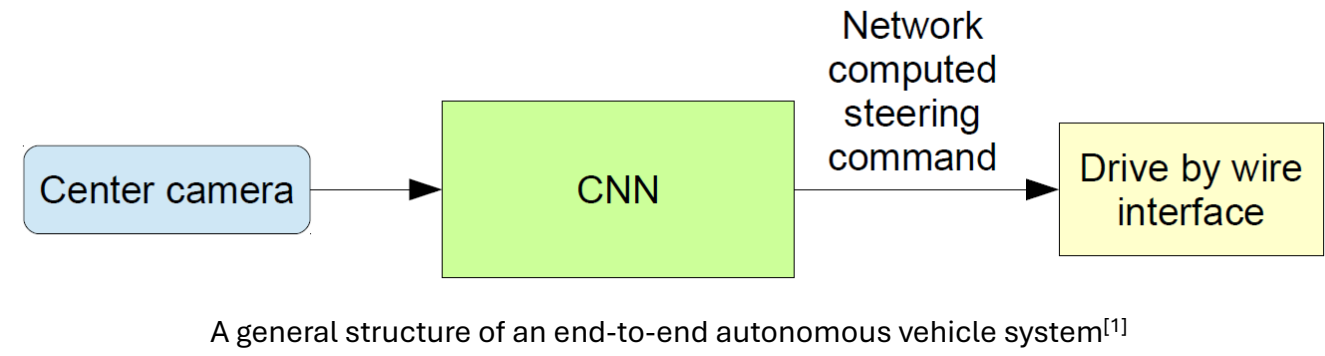 Center camera
CNN
Network
computed
steering
command
Drive by wire
interface
A general structure of an end-to-end autonomous vehicle system[1]